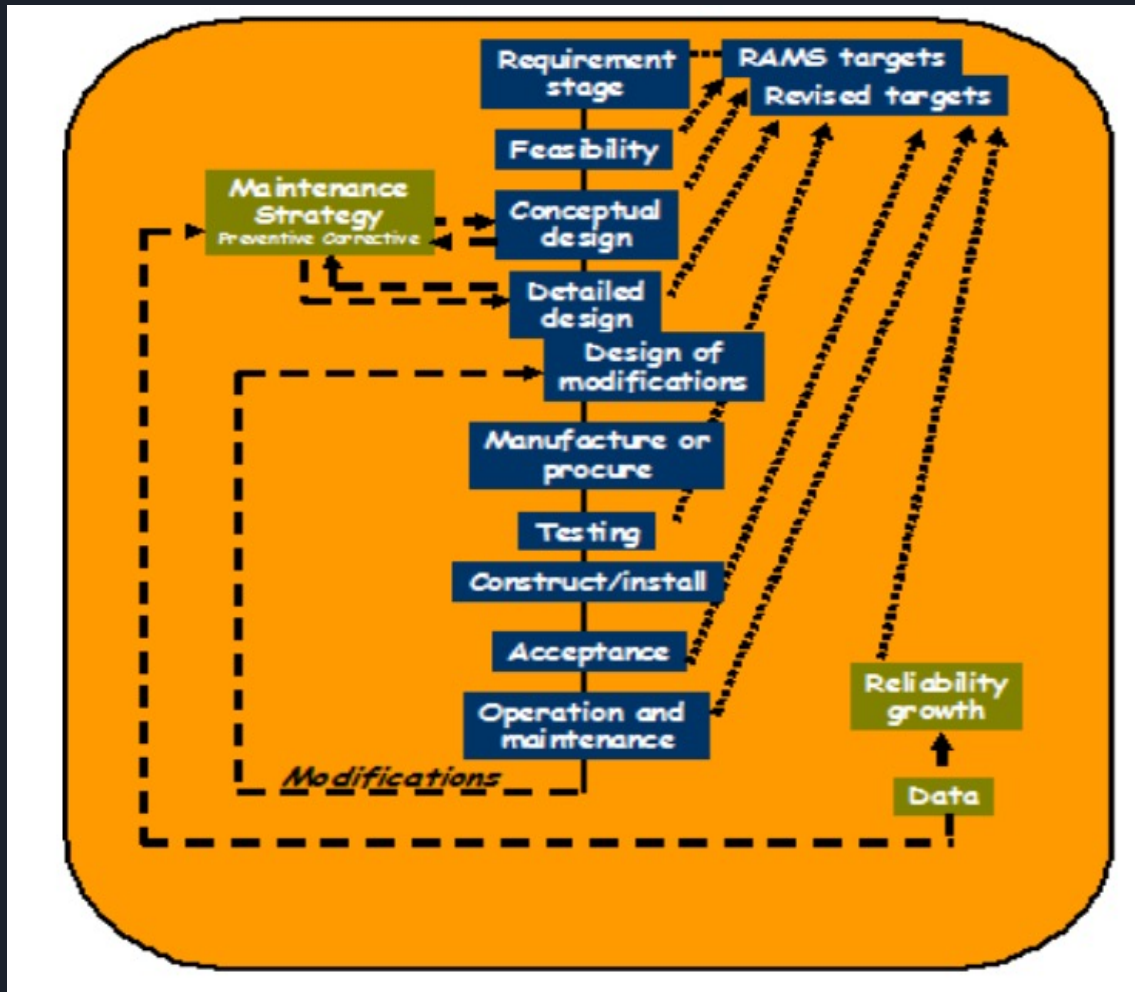 Requirement
stage
RAMS targets
Revised targets
Feasibility
Maintenance
Strategy
Preventive Corrective
Conceptual
design
Detailed
design
Design of
modifications
Manufacture or
procure
Testing
Construct/install
Acceptance
Reliability
growth
Operation and
maintenance
Modifications
Data